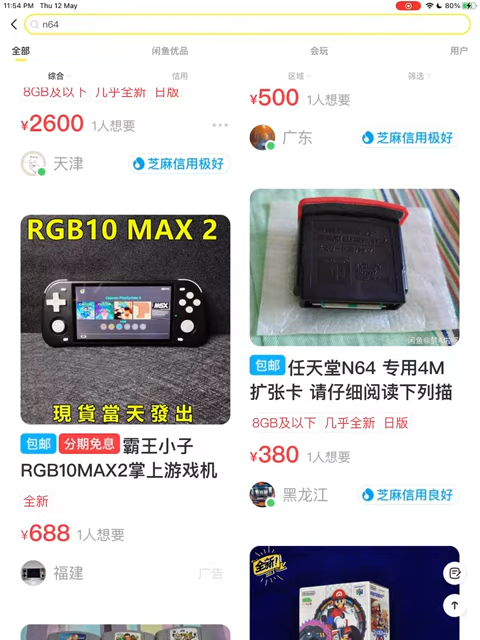 11:54 PM Thu 12 May
80%
n64
全部
闲鱼优品
会玩
用户
综合
信用
区域
筛选
8GB及以下 几乎全新 日版
¥2600 1人想要
天津
芝麻信用极好
RGB10 MAX 2
MSX
現貨當天發出
包邮 分期免息 霸王小子
RGB10MAX2掌上游戏机
全新
¥688 1人想要
福建
广告
¥500 1人想要
广东
芝麻信用极好
包邮 任天堂N64 专用4M
扩张卡 请仔细阅读下列描
8GB及以下 几乎全新 日版
¥380 1人想要
黑龙江
芝麻信用良好
全新!